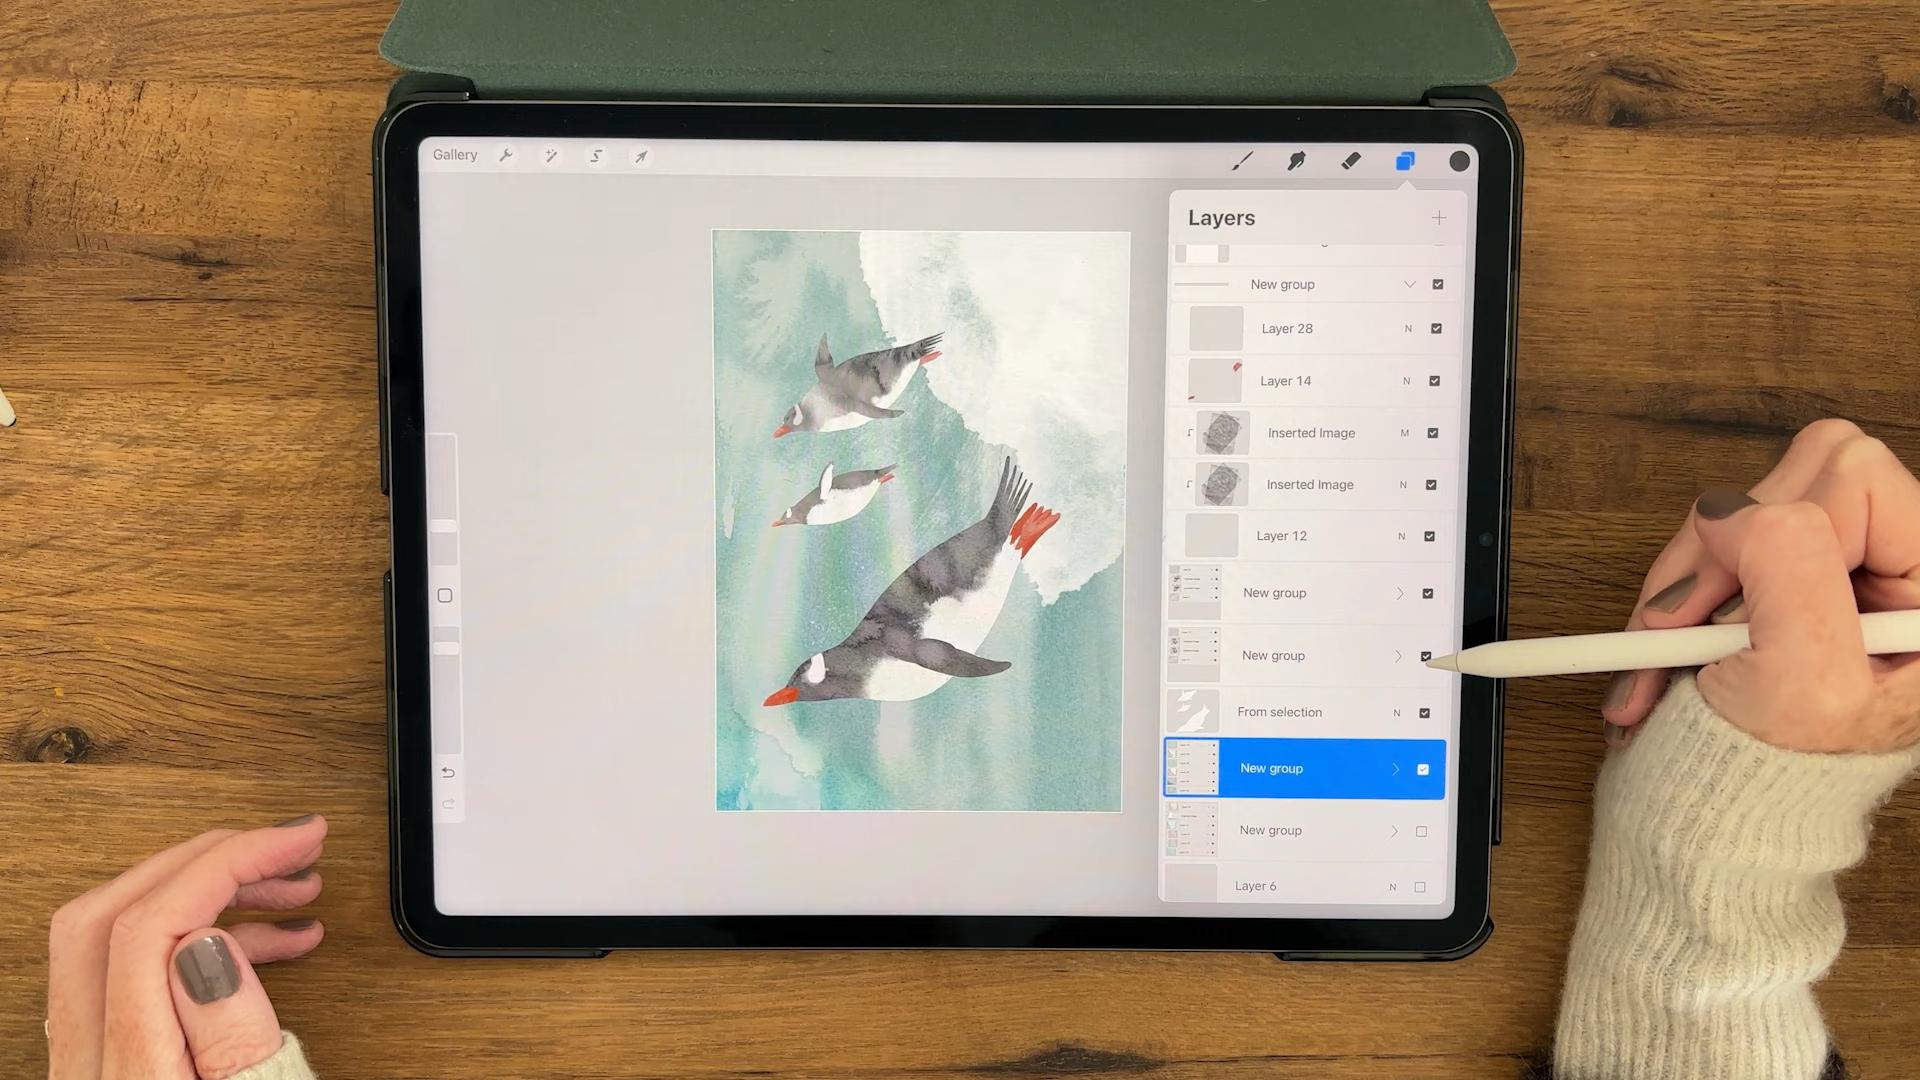 Gallery
Layers
New group
Layer 28 N
Layer 14 N
Inserted Image M
Inserted Image N
Layer 12 N
New group
New group
From selection N
New group
New group
Layer 6 N